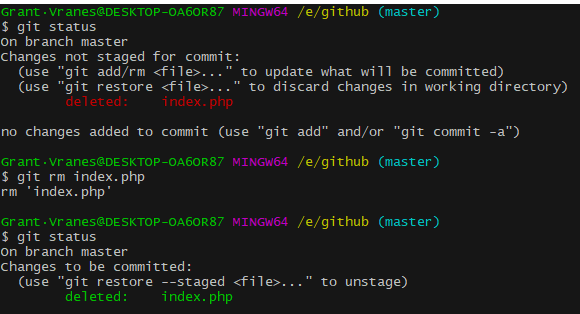 Grant·Vranes@DESKTOP-OA6OR87 MINGW64 /e/github (master)
$ git status
On branch master
Changes not staged for commit:
  (use "git add/rm <file>..." to update what will be committed)
  (use "git restore <file>..." to discard changes in working directory)
        deleted:    index.php

no changes added to commit (use "git add" and/or "git commit -a")

Grant·Vranes@DESKTOP-OA6OR87 MINGW64 /e/github (master)
$ git rm index.php
rm 'index.php'

Grant·Vranes@DESKTOP-OA6OR87 MINGW64 /e/github (master)
$ git status
On branch master
Changes to be committed:
  (use "git restore --staged <file>..." to unstage)
        deleted:    index.php